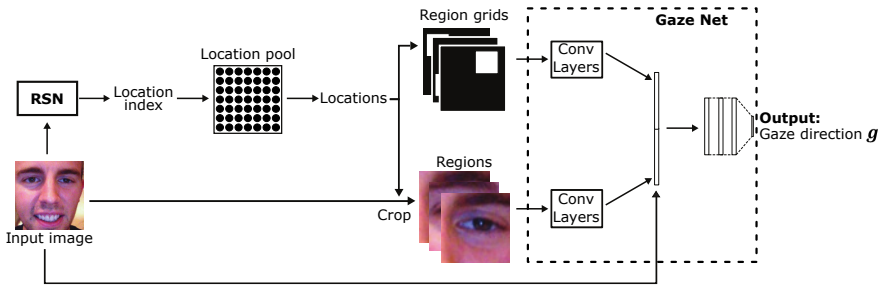 Region grids
Gaze Net
Location pool
Conv
Layers
RSN
Location
index
Locations
Output:
Gaze direction g
Regions
Crop
Conv
Layers
Input image